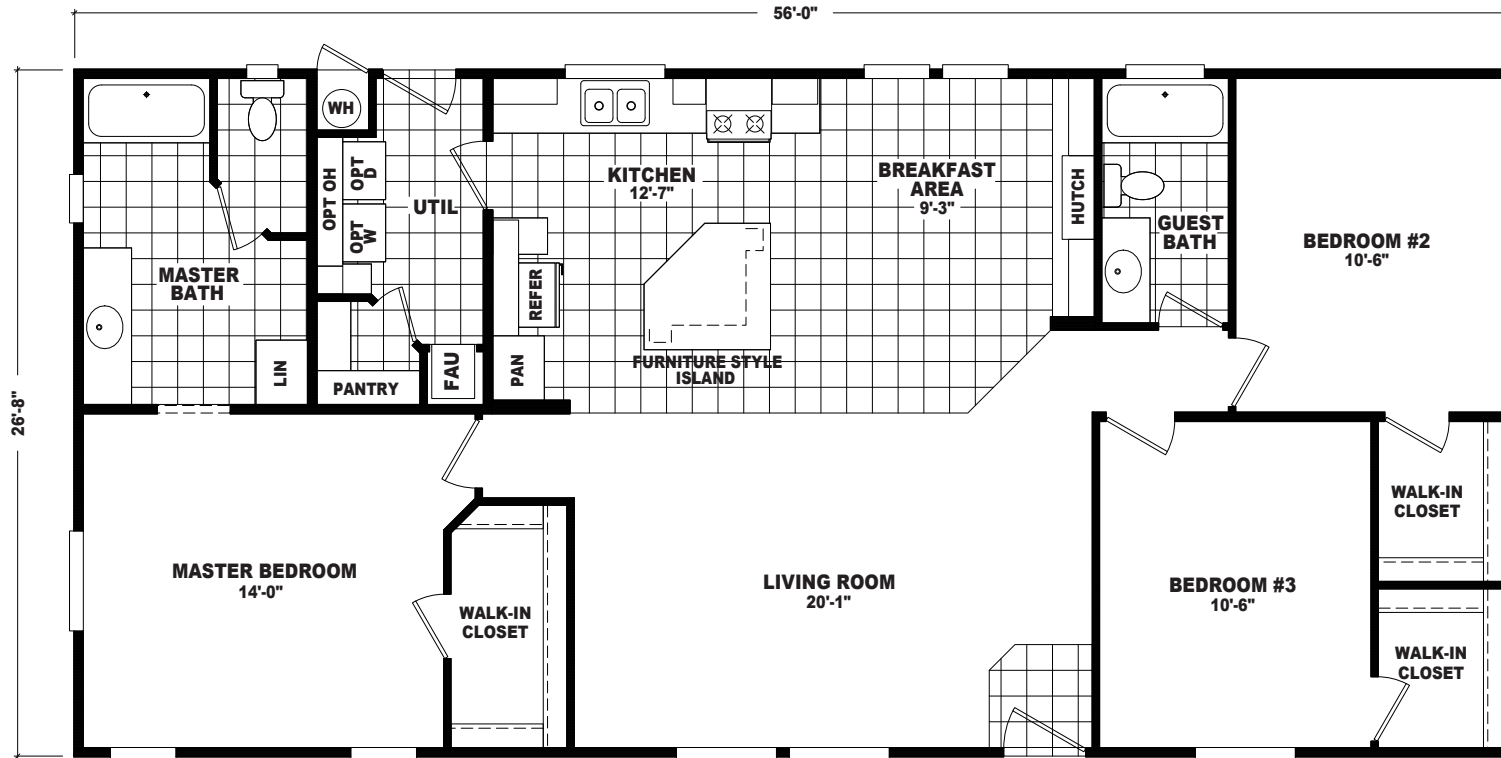 56'-0"
26'-8"
WH
OPT OH
OPT
D
OPT
W
UTIL
KITCHEN
12'-7"
BREAKFAST
AREA
9'-3"
HUTCH
GUEST
BATH
BEDROOM #2
10'-6"
MASTER
BATH
LIN
PANTRY
FAU
REFER
PAN
FURNITURE STYLE
ISLAND
MASTER BEDROOM
14'-0"
WALK-IN
CLOSET
LIVING ROOM
20'-1"
BEDROOM #3
10'-6"
WALK-IN
CLOSET
WALK-IN
CLOSET